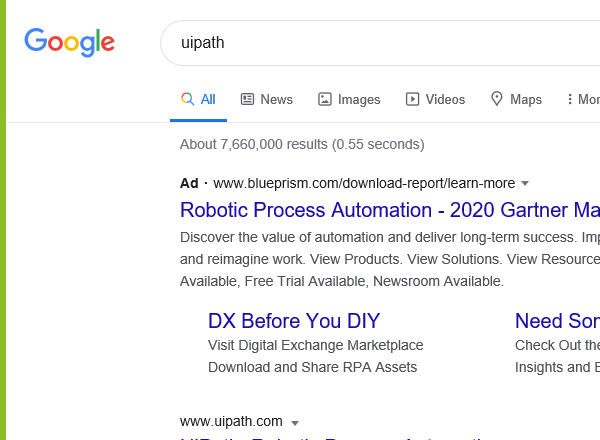 Google
uipath
All News Images Videos Maps Mor
About 7,660,000 results (0.55 seconds)
Ad · www.blueprism.com/download-report/learn-more
Robotic Process Automation - 2020 Gartner Ma
Discover the value of automation and deliver long-term success. Imp
and reimagine work. View Products. View Solutions. View Resource
Available, Free Trial Available, Newsroom Available.
DX Before You DIY
Visit Digital Exchange Marketplace
Download and Share RPA Assets
Need Son
Check Out the
Insights and E
www.uipath.com